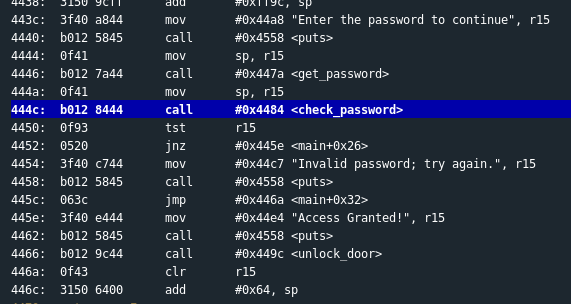 4438: 3150 9cff add #0xff9c, sp
443c: 3f40 a844 mov #0x44a8 "Enter the password to continue", r15
4440: b012 5845 call #0x4558 <puts>
4444: 0f41 mov sp, r15
4446: b012 7a44 call #0x447a <get_password>
444a: 0f41 mov sp, r15
444c: b012 8444 call #0x4484 <check_password>
4450: 0f93 tst r15
4452: 0520 jnz #0x445e <main+0x26>
4454: 3f40 c744 mov #0x44c7 "Invalid password; try again.", r15
4458: b012 5845 call #0x4558 <puts>
445c: 063c jmp #0x446a <main+0x32>
445e: 3f40 e444 mov #0x44e4 "Access Granted!", r15
4462: b012 5845 call #0x4558 <puts>
4466: b012 9c44 call #0x449c <unlock_door>
446a: 0f43 clr r15
446c: 3150 6400 add #0x64, sp